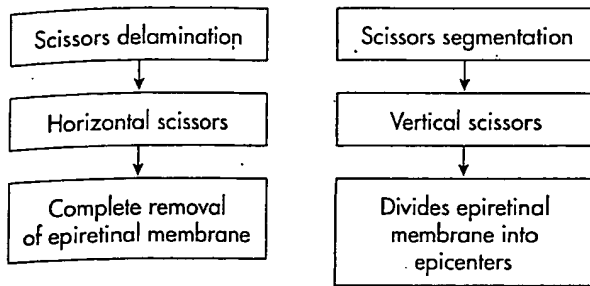 Scissors delamination
Horizontal scissors
Complete removal
of epiretinal membrane
Scissors segmentation
Vertical scissors
Divides epiretinal
membrane into
epicenters